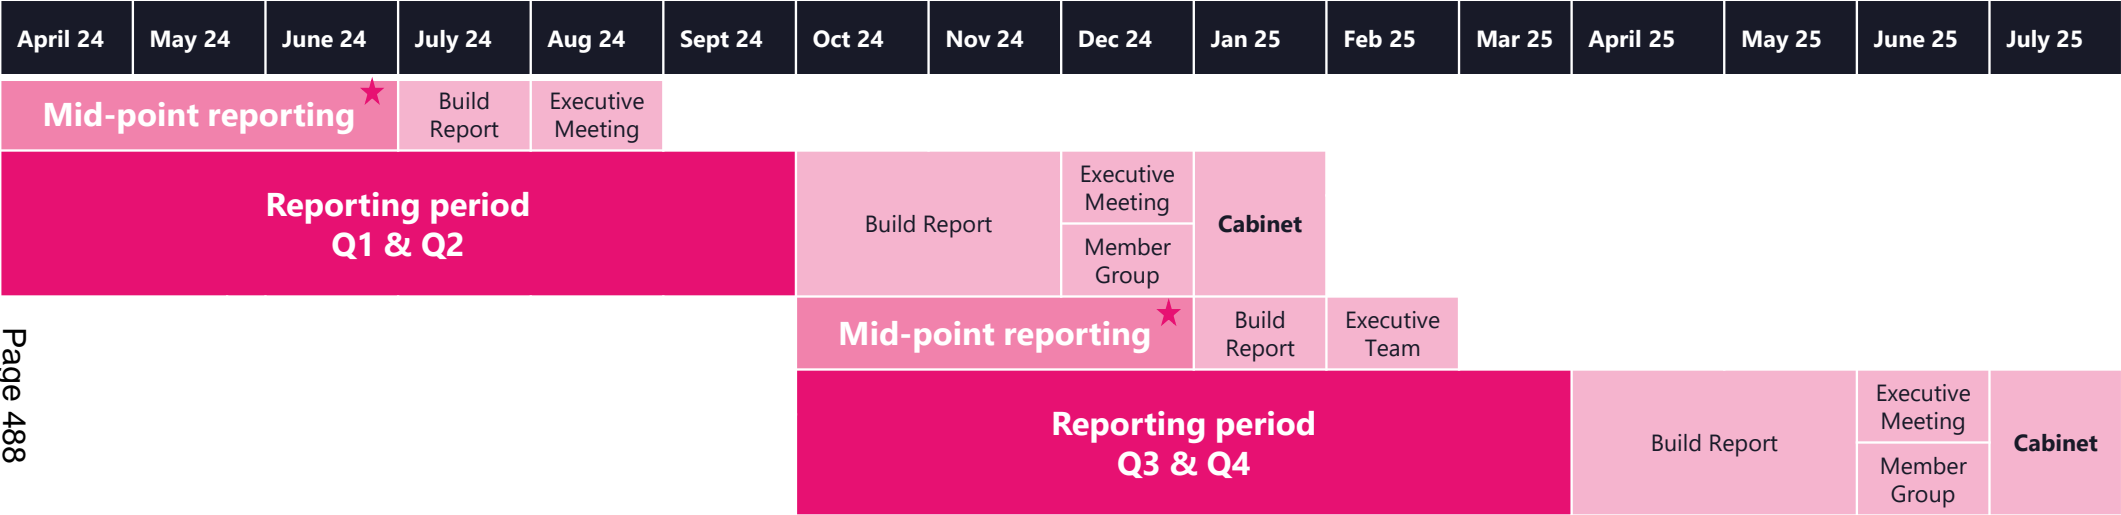 April 24
May 24
June 24
July 24
Aug 24
Sept 24
Oct 24
Nov 24
Dec 24
Jan 25
Feb 25
Mar 25
April 25
May 25
June 25
July 25
Mid-point reporting
Build
Report
Executive
Meeting
Reporting period
Q1 & Q2
Build Report
Executive
Meeting
Member
Group
Cabinet
Mid-point reporting
Build
Report
Executive
Team
Reporting period
Q3 & Q4
Build Report
Executive
Meeting
Member
Group
Cabinet
Page 488